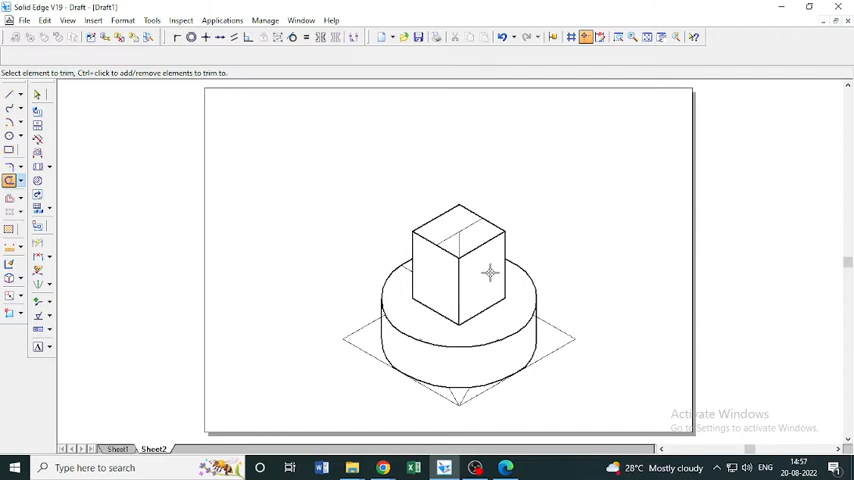 Solid Edge V19 - Draft - [Draft1]
File Edit View Insert Format Tools Inspect Applications Manage Window Help
Select element to trim, Ctrl+click to add/remove elements to trim to.
Activate Windows
Go to Settings to activate Windows.
Sheet1 Sheet2
Type here to search
28°C Mostly cloudy
ENG
14:57
20-08-2022